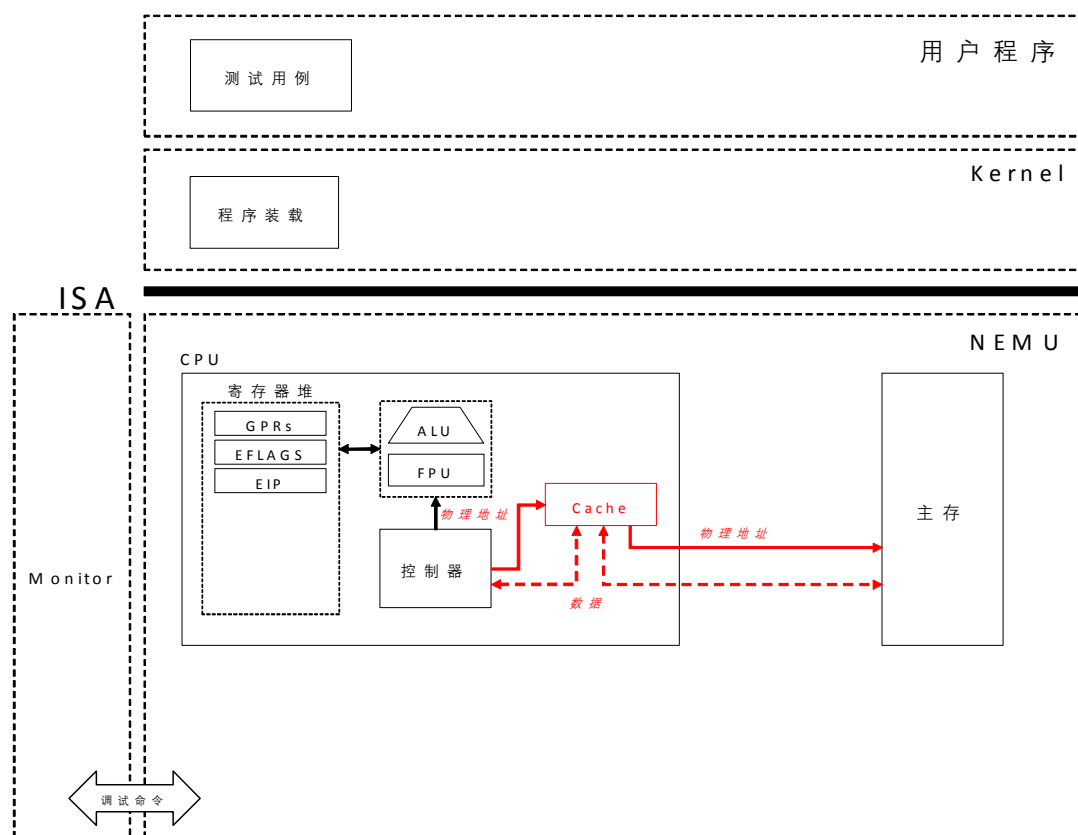 用户程序
测试用例
Kernel
程序装载
ISA
NEMU
CPU
寄存器堆
GPRs
ALU
EFLAGS
FPU
EIP
Cache
物理地址
主存
物理地址
控制器
Monitor
数据
调试命令